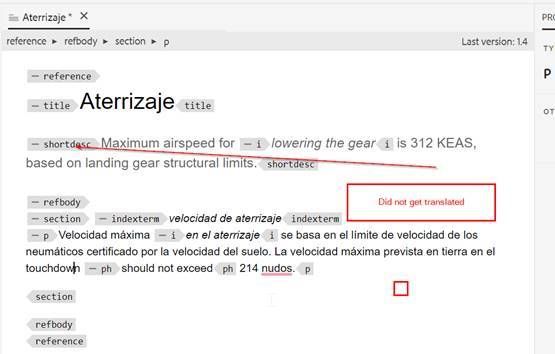 Aterrizaje * ✕
PRO
reference ▸ refbody ▸ section ▸ p
Last version: 1.4
TY
P
OT
— reference
— title Aterrizaje title
— shortdesc Maximum airspeed for — i lowering the gear i is 312 KEAS,
based on landing gear structural limits. shortdesc
Did not get translated
— refbody
— section — indexterm velocidad de aterrizaje indexterm
— p Velocidad máxima — i en el aterrizaje i se basa en el límite de velocidad de los
neumáticos certificado por la velocidad del suelo. La velocidad máxima prevista en tierra en el
touchdown — ph should not exceed ph 214 nudos. p
section
refbody
reference